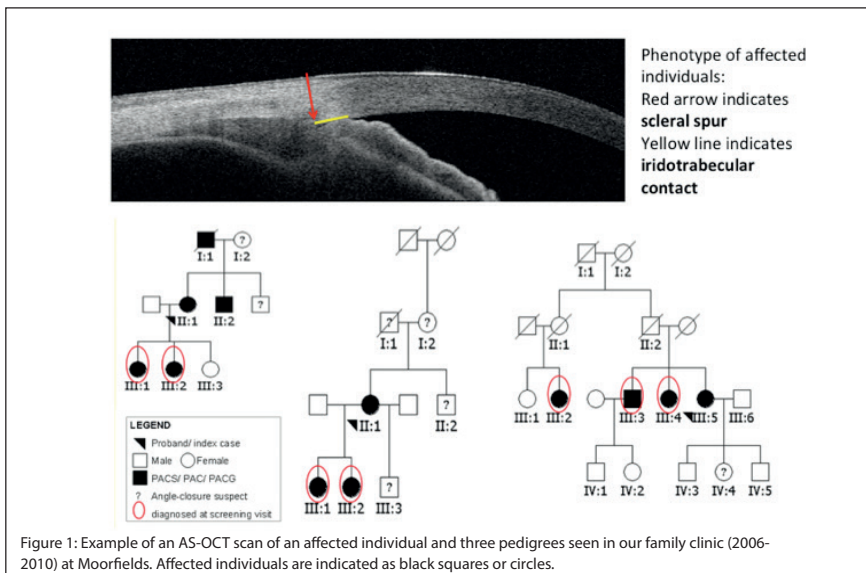 Phenotype of affected
individuals:
Red arrow indicates
scleral spur
Yellow line indicates
iridotrabecular
contact
I:1 ? I:2
II:1 II:2 ?
III:1 III:2 III:3
LEGEND
Proband/ index case
Male Female
PACS/ PAC/ PACG
? Angle-closure suspect
diagnosed at screening visit
? ?
I:1 I:2
?
II:1 II:2
?
III:1 III:2 III:3
I:1 I:2
II:1 II:2
III:1 III:2 III:3 III:4 III:5 III:6
?
IV:1 IV:2 IV:3 IV:4 IV:5
Figure 1: Example of an AS-OCT scan of an affected individual and three pedigrees seen in our family clinic (2006-
2010) at Moorfields. Affected individuals are indicated as black squares or circles.